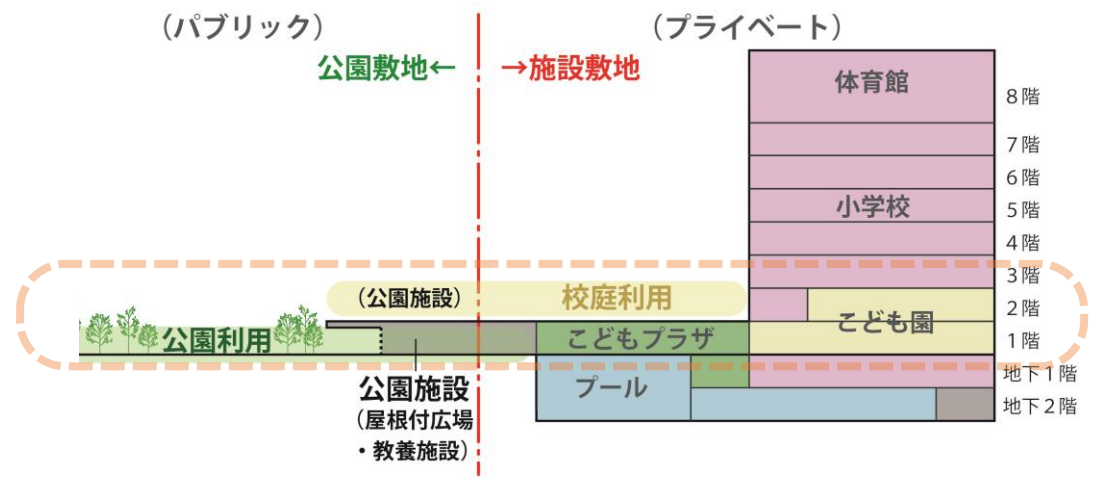 （パブリック）
（プライベート）
公園敷地←
→施設敷地
体育館
8階
7階
6階
小学校
5階
4階
3階
（公園施設）
校庭利用
2階
こども園
公園利用
こどもプラザ
1階
公園施設
（屋根付広場
・教養施設）
プール
地下1階
地下2階